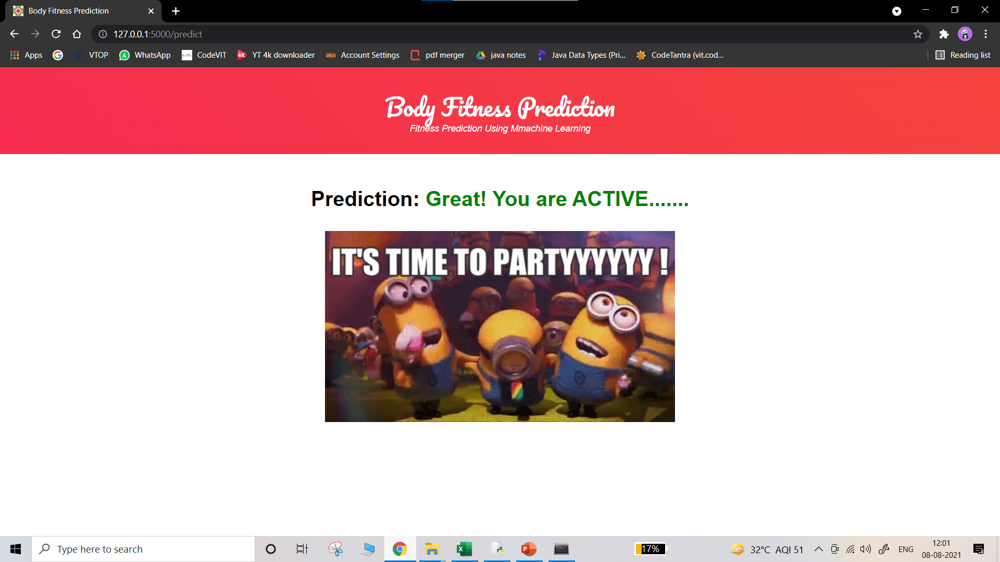 Body Fitness Prediction
127.0.0.1:5000/predict
Apps
VTOP
WhatsApp
CodeVIT
4K
YT 4k downloader
aha
Account Settings
pdf merger
java notes
Java Data Types (Pri...
CodeTantra (vit.cod...
Reading list
Body Fitness Prediction
Fitness Prediction Using Mmachine Learning
Prediction: Great! You are ACTIVE.......
IT'S TIME TO PARTYYYYYY !
Type here to search
17%
32°C AQI 51
ENG
12:01
08-08-2021